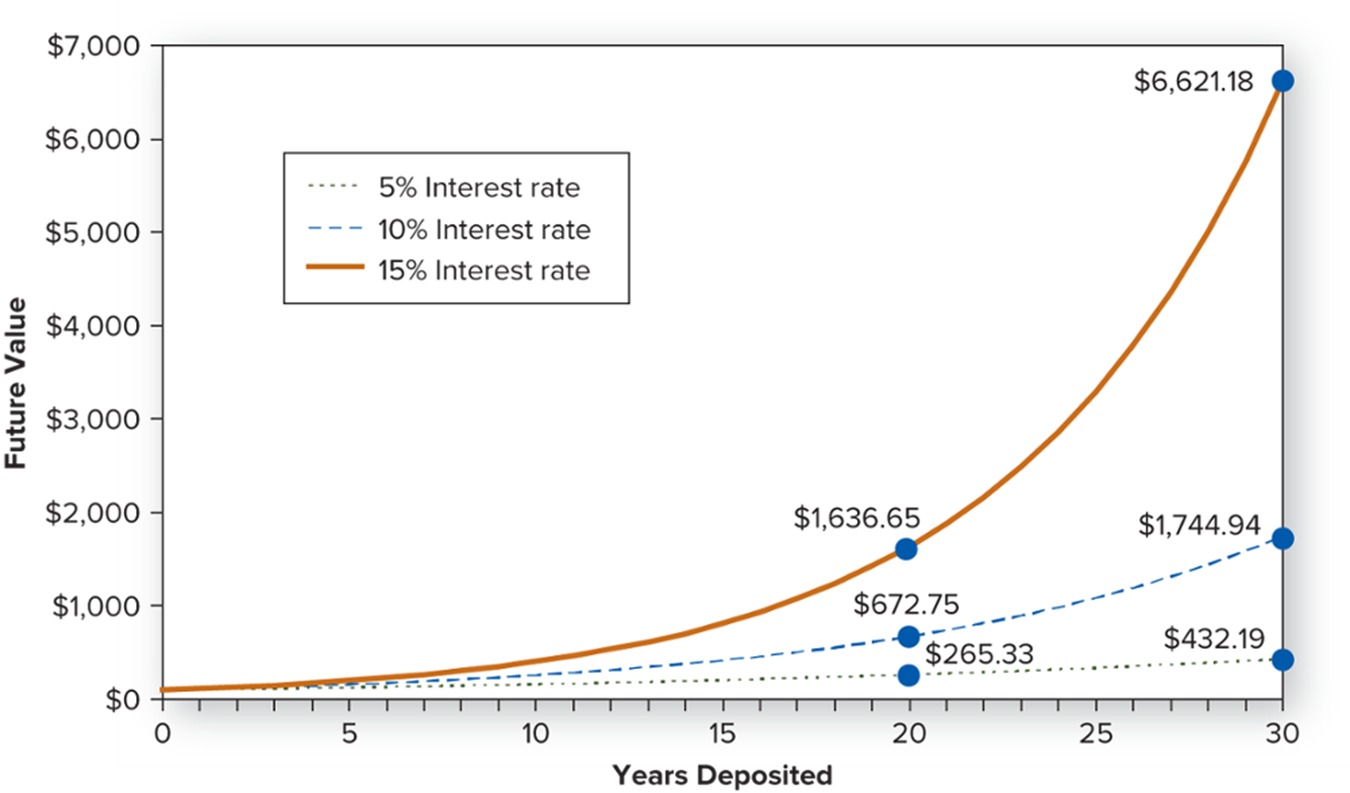 $7,000
$6,000
$5,000
$4,000
$3,000
$2,000
$1,000
$0
Future Value
5% Interest rate
10% Interest rate
15% Interest rate
$6,621.18
$1,636.65
$1,744.94
$672.75
$265.33
$432.19
0 5 10 15 20 25 30
Years Deposited